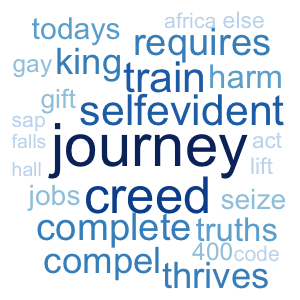 africa else
todays requires
gay king train harm
gift selfevident
sap
falls journey act
hall lift
jobs creed seize
complete truths
400 code
compel thrives